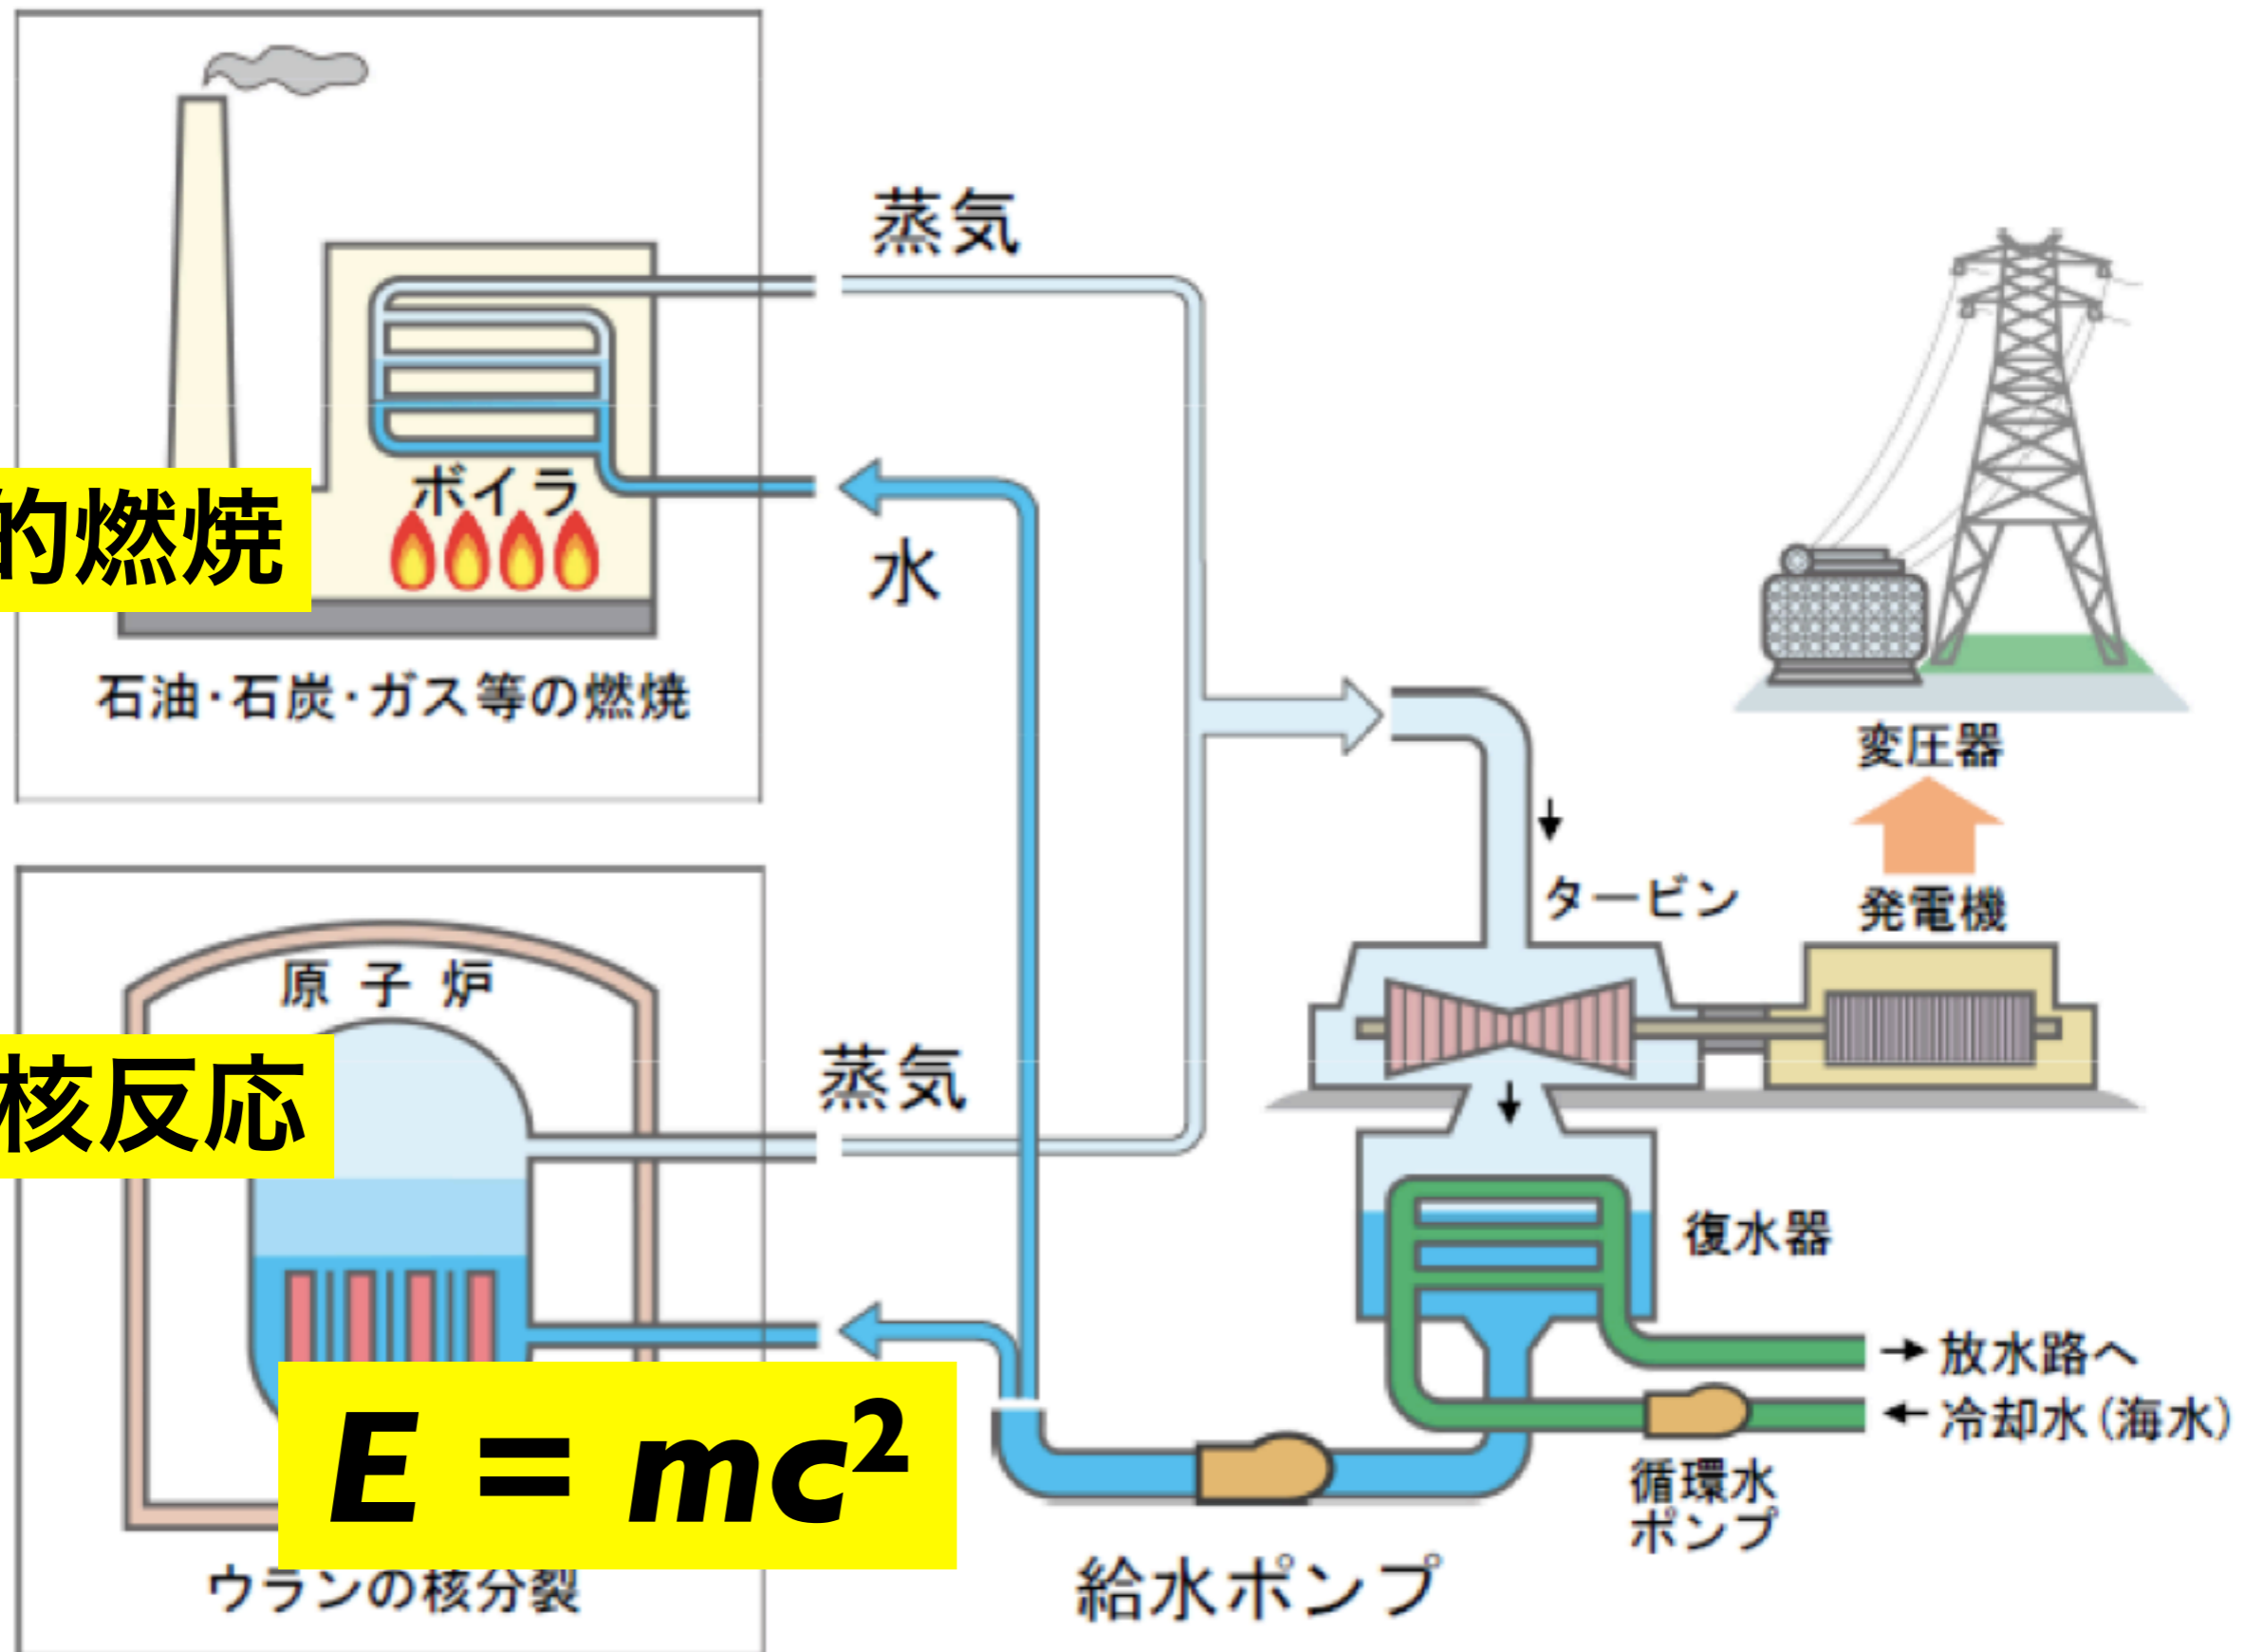 蒸気
ボイラ
的燃焼
水
石油・石炭・ガス等の燃焼
変圧器
タービン
発電機
原子炉
核反応
蒸気
復水器
放水路へ
冷却水(海水)
循環水
ポンプ
E = mc²
ウランの核分裂
給水ポンプ